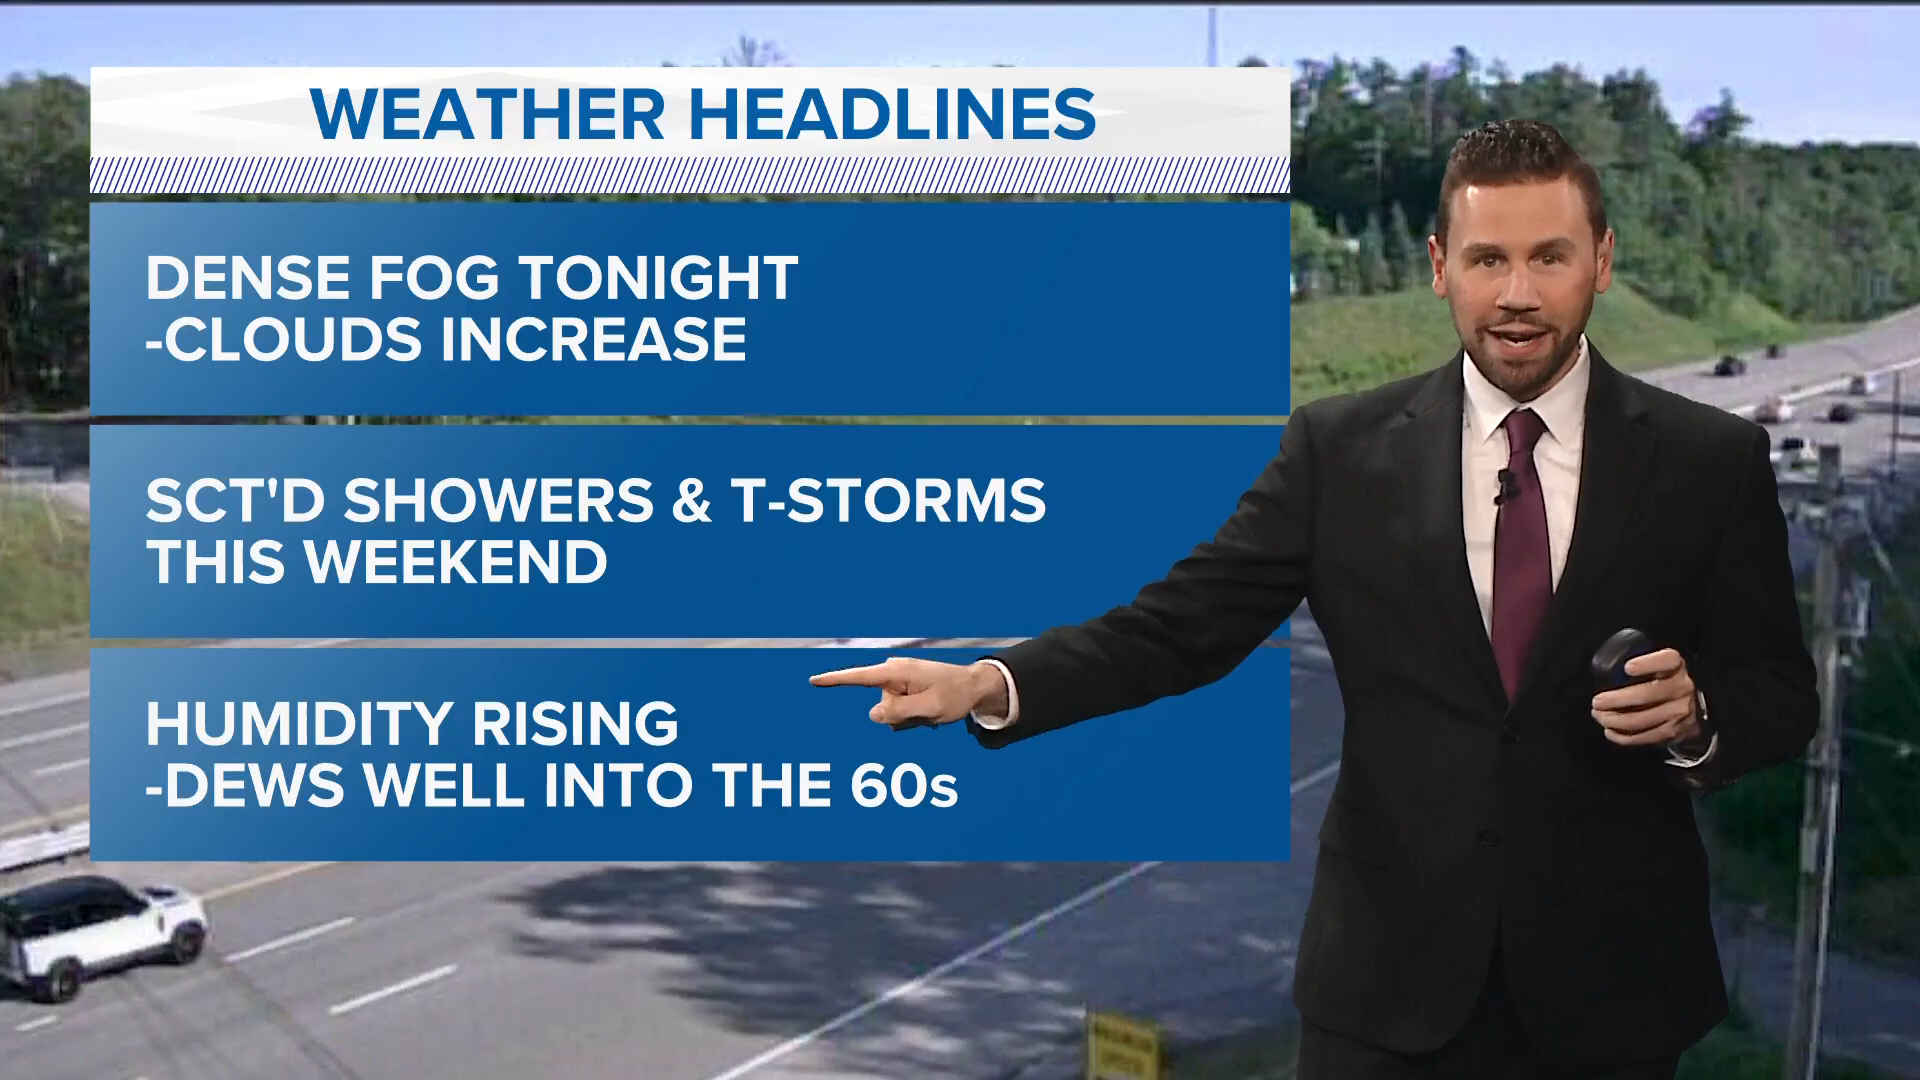 WEATHER HEADLINES
DENSE FOG TONIGHT
-CLOUDS INCREASE
SCT'D SHOWERS & T-STORMS
THIS WEEKEND
HUMIDITY RISING
-DEWS WELL INTO THE 60s